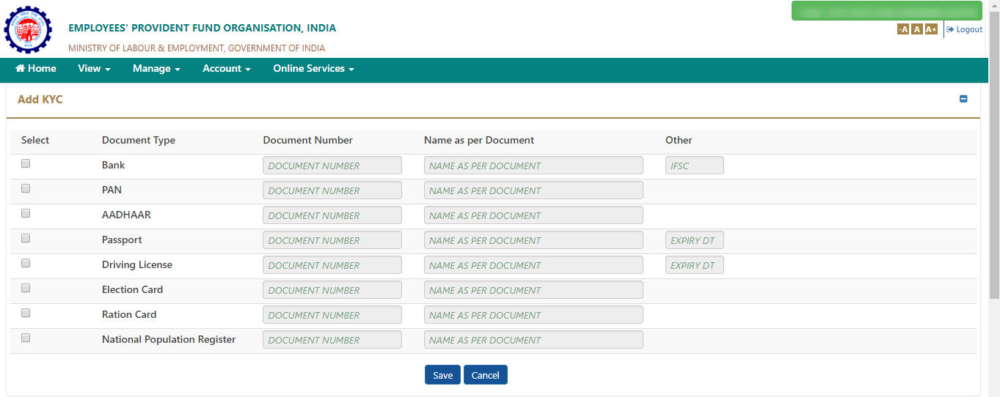 EMPLOYEES' PROVIDENT FUND ORGANISATION, INDIA
-A A A+ Logout
MINISTRY OF LABOUR & EMPLOYMENT, GOVERNMENT OF INDIA
Home View Manage Account Online Services
Add KYC
Select Document Type Document Number Name as per Document Other
Bank DOCUMENT NUMBER NAME AS PER DOCUMENT IFSC
PAN DOCUMENT NUMBER NAME AS PER DOCUMENT
AADHAAR DOCUMENT NUMBER NAME AS PER DOCUMENT
Passport DOCUMENT NUMBER NAME AS PER DOCUMENT EXPIRY DT
Driving License DOCUMENT NUMBER NAME AS PER DOCUMENT EXPIRY DT
Election Card DOCUMENT NUMBER NAME AS PER DOCUMENT
Ration Card DOCUMENT NUMBER NAME AS PER DOCUMENT
National Population Register DOCUMENT NUMBER NAME AS PER DOCUMENT
Save Cancel